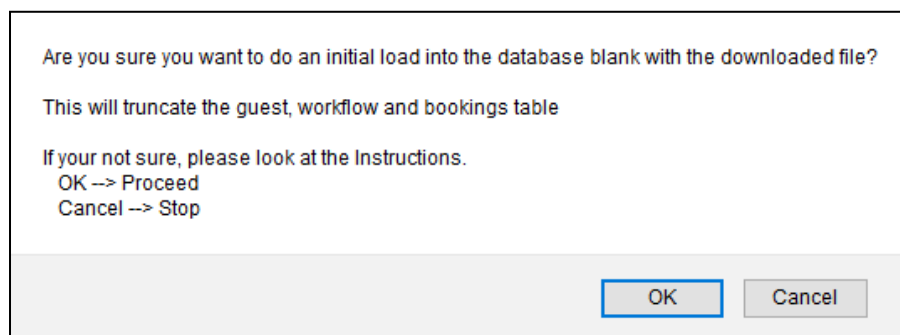 Are you sure you want to do an initial load into the database blank with the downloaded file?
This will truncate the guest, workflow and bookings table
If your not sure, please look at the Instructions.
OK --> Proceed
Cancel --> Stop
OK
Cancel